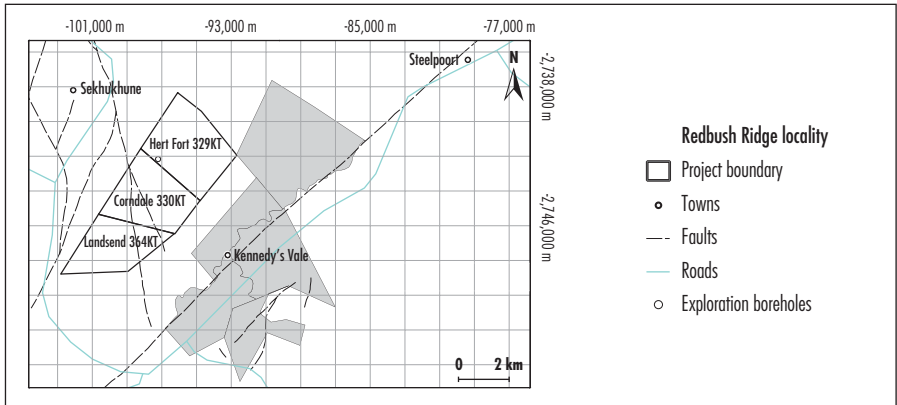 -101,000 m
-93,000 m
-85,000 m
-77,000 m
Steelpoort
N
-2,738,000 m
Sekhukhune
Hert Fort 329KT
Corndale 330KT
Landsend 364KT
-2,746,000 m
Kennedy's Vale
0 2 km
Redbush Ridge locality
Project boundary
Towns
Faults
Roads
Exploration boreholes